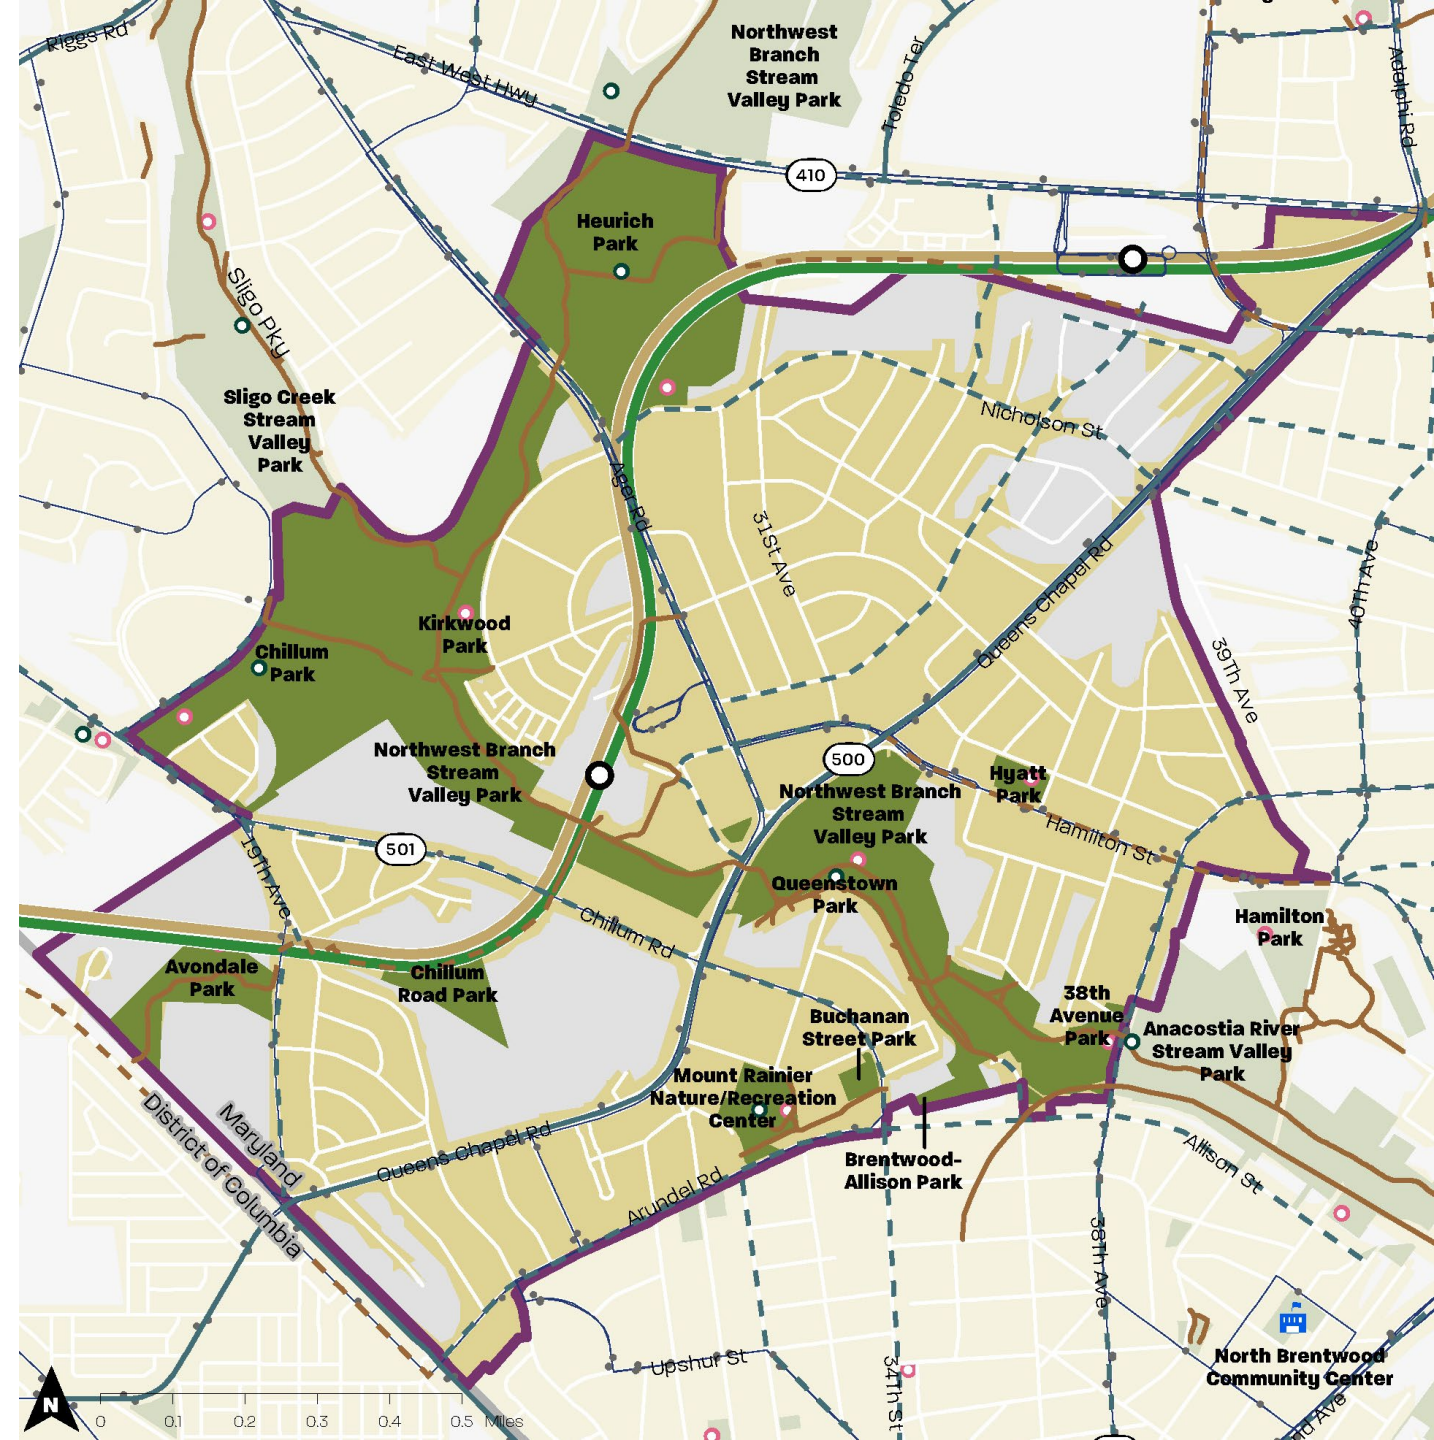 Riggs Rd
East West Hwy
Northwest
Branch
Stream
Valley Park
Toledo Ter
Adelphi Rd
410
Heurich
Park
Sligo Pky
Sligo Creek
Stream
Valley
Park
Nicholson St
Ager Rd
31St Ave
Queens Chapel Rd
40Th Ave
39Th Ave
Kirkwood
Park
Chillum
Park
Northwest Branch
Stream
Valley Park
500
Northwest Branch
Stream
Valley Park
Hyatt
Park
Hamilton St
501
19Th Ave
Queenstown
Park
Chillum Rd
Hamilton
Park
Avondale
Park
Chillum
Road Park
38th
Avenue
Park
Buchanan
Street Park
Anacostia River
Stream Valley
Park
Mount Rainier
Nature/Recreation
Center
Maryland
District of Columbia
Queens Chapel Rd
Brentwood-
Allison Park
Allison St
Arundel Rd
38Th Ave
Upshur St
34Th St
North Brentwood
Community Center
N
0 0.1 0.2 0.3 0.4 0.5 Miles
Ave